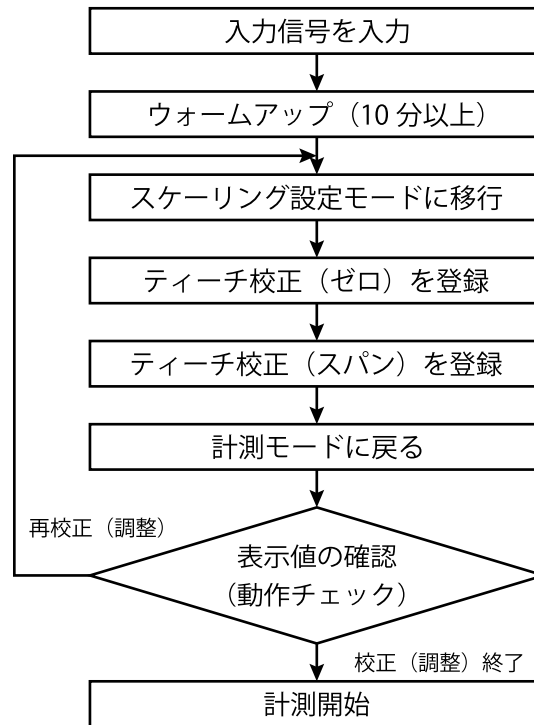 入力信号を入力
ウォームアップ（10 分以上）
スケーリング設定モードに移行
ティーチ校正（ゼロ）を登録
ティーチ校正（スパン）を登録
計測モードに戻る
再校正（調整）
表示値の確認
（動作チェック）
校正（調整）終了
計測開始